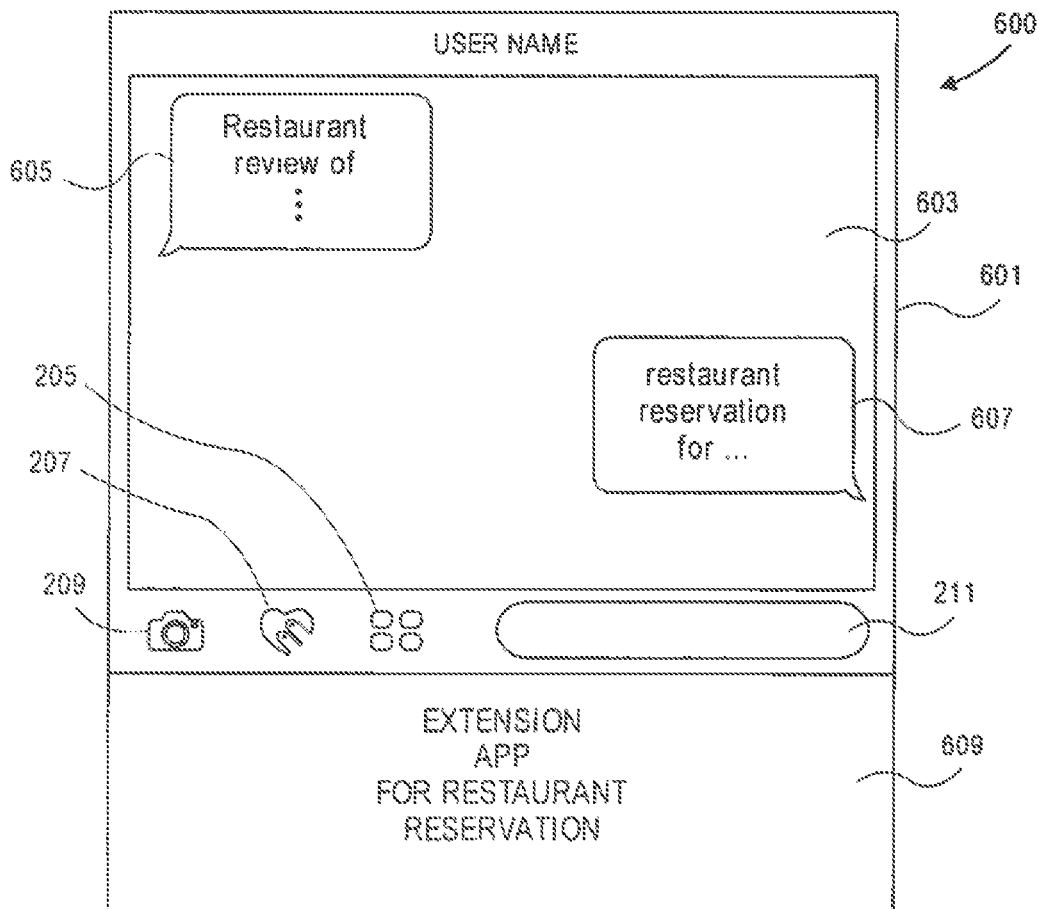 USER NAME
600
Restaurant
review of
⋮
605
603
601
restaurant
reservation
for ...
607
205
207
209
211
EXTENSION
APP
FOR RESTAURANT
RESERVATION
609